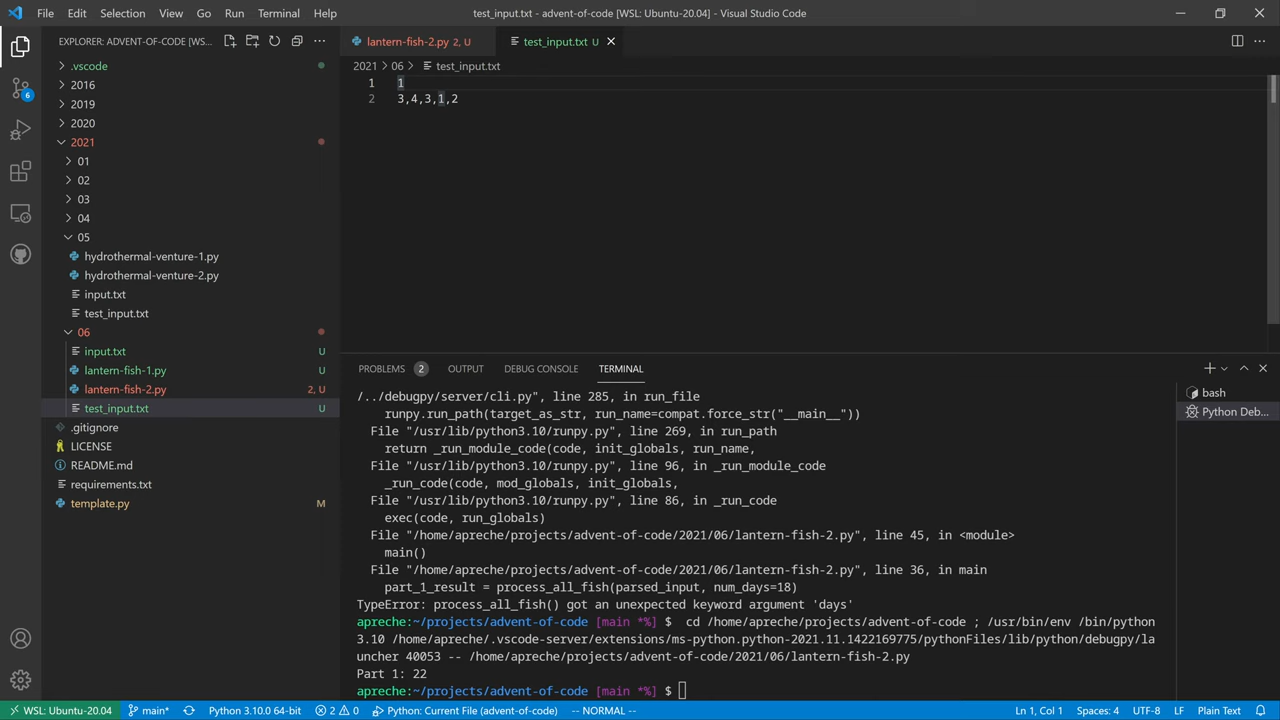 File Edit Selection View Go Run Terminal Help
test_input.txt - advent-of-code [WSL: Ubuntu-20.04] - Visual Studio Code
EXPLORER: ADVENT-OF-CODE [WS...
.vscode
2016
2019
2020
2021
01
02
03
04
05
hydrothermal-venture-1.py
hydrothermal-venture-2.py
input.txt
test_input.txt
06
input.txt U
lantern-fish-1.py U
lantern-fish-2.py 2, U
test_input.txt U
.gitignore
LICENSE
README.md
requirements.txt
template.py M
6
lantern-fish-2.py 2, U
test_input.txt U
2021 > 06 > test_input.txt
1 1
2 3,4,3,1,2
PROBLEMS 2 OUTPUT DEBUG CONSOLE TERMINAL
bash
Python Deb...
/../debugpy/server/cli.py", line 285, in run_file
runpy.run_path(target_as_str, run_name=compat.force_str("__main__"))
File "/usr/lib/python3.10/runpy.py", line 269, in run_path
return _run_module_code(code, init_globals, run_name,
File "/usr/lib/python3.10/runpy.py", line 96, in _run_module_code
_run_code(code, mod_globals, init_globals,
File "/usr/lib/python3.10/runpy.py", line 86, in _run_code
exec(code, run_globals)
File "/home/apreche/projects/advent-of-code/2021/06/lantern-fish-2.py", line 45, in <module>
main()
File "/home/apreche/projects/advent-of-code/2021/06/lantern-fish-2.py", line 36, in main
part_1_result = process_all_fish(parsed_input, num_days=18)
TypeError: process_all_fish() got an unexpected keyword argument 'days'
apreche:~/projects/advent-of-code [main *%] $ cd /home/apreche/projects/advent-of-code ; /usr/bin/env /bin/python
3.10 /home/apreche/.vscode-server/extensions/ms-python.python-2021.11.1422169775/pythonFiles/lib/python/debugpy/la
uncher 40053 -- /home/apreche/projects/advent-of-code/2021/06/lantern-fish-2.py
Part 1: 22
apreche:~/projects/advent-of-code [main *%] $
WSL: Ubuntu-20.04 main* Python 3.10.0 64-bit 2 0 Python: Current File (advent-of-code) -- NORMAL -- Ln 1, Col 1 Spaces: 4 UTF-8 LF Plain Text